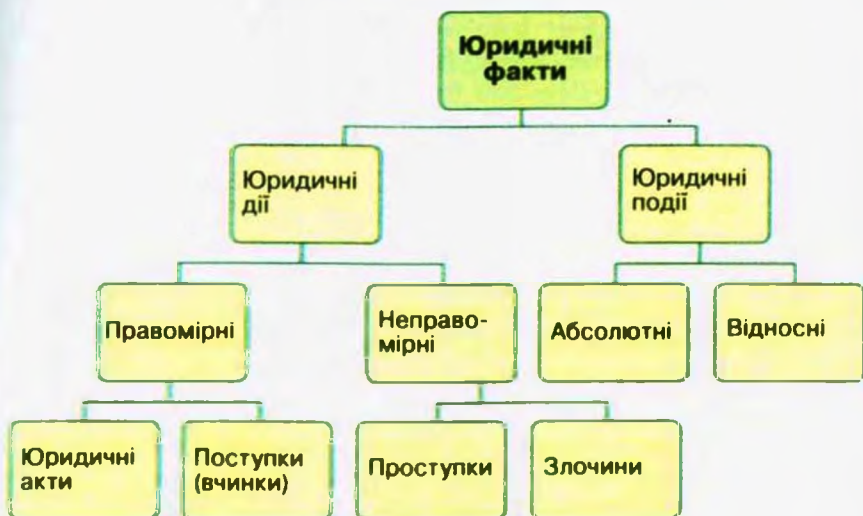 Юридичні
факти
Юридичні
дії
Юридичні
події
Правомірні
Неправо-
мірні
Абсолютні
Відносні
Юридичні
акти
Поступки
(вчинки)
Проступки
Злочини